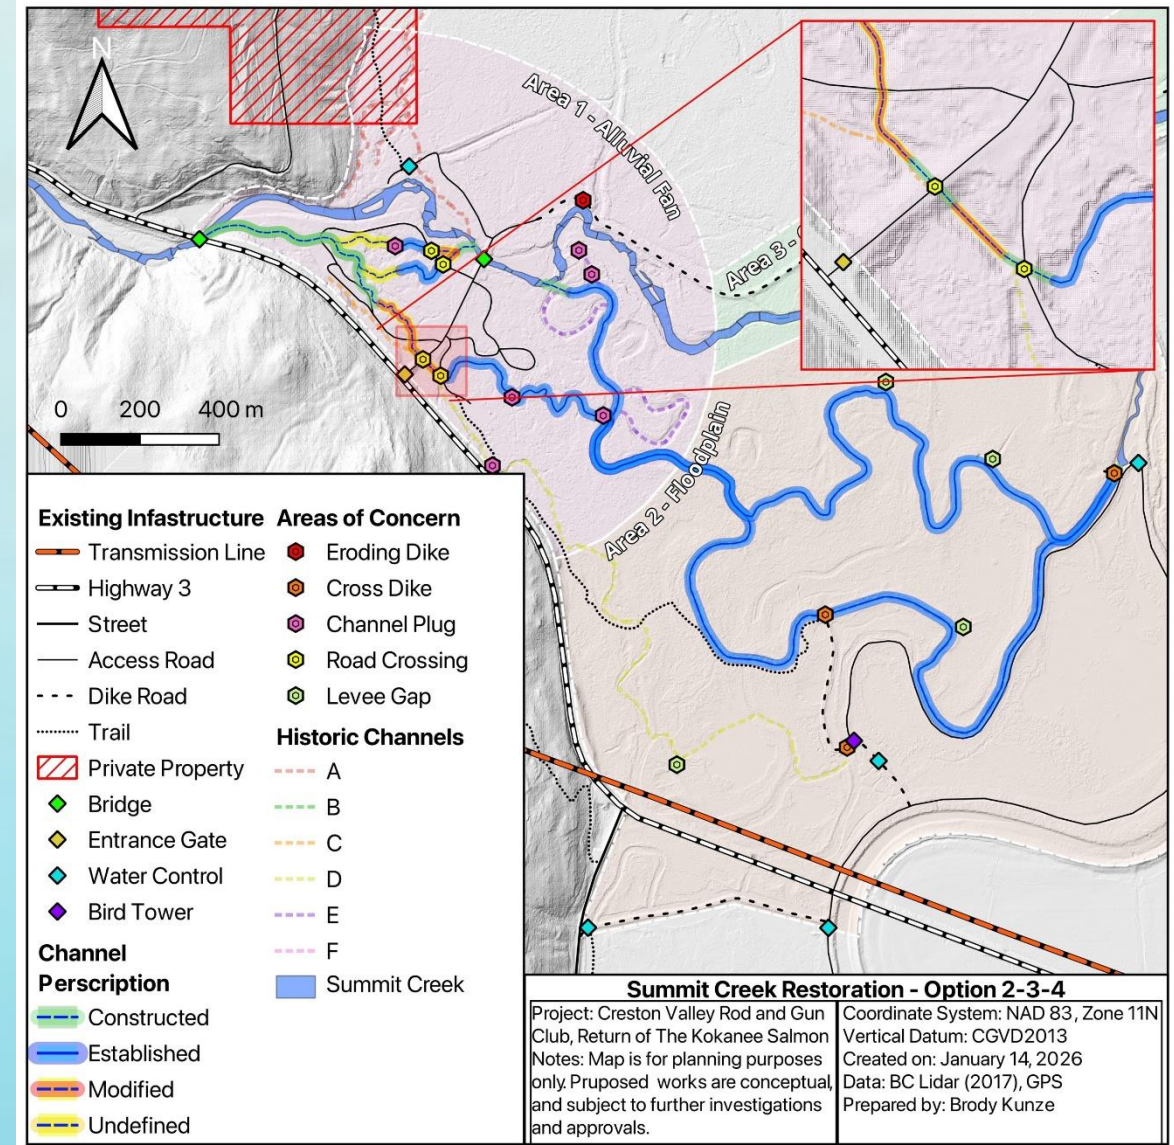 N
Area 1 - Alluvial Fan
Area 3 -
Area 2 - Floodplain
0 200 400 m
Existing Infastructure
Transmission Line
Highway 3
Street
Access Road
Dike Road
Trail
Private Property
Bridge
Entrance Gate
Water Control
Bird Tower
Channel
Perscription
Constructed
Established
Modified
Undefined
Areas of Concern
Eroding Dike
Cross Dike
Channel Plug
Road Crossing
Levee Gap
Historic Channels
A
B
C
D
E
F
Summit Creek
Summit Creek Restoration - Option 2-3-4
Project: Creston Valley Rod and Gun
Club, Return of The Kokanee Salmon
Notes: Map is for planning purposes
only. Pruposed works are conceptual,
and subject to further investigations
and approvals.
Coordinate System: NAD 83, Zone 11N
Vertical Datum: CGVD2013
Created on: January 14, 2026
Data: BC Lidar (2017), GPS
Prepared by: Brody Kunze